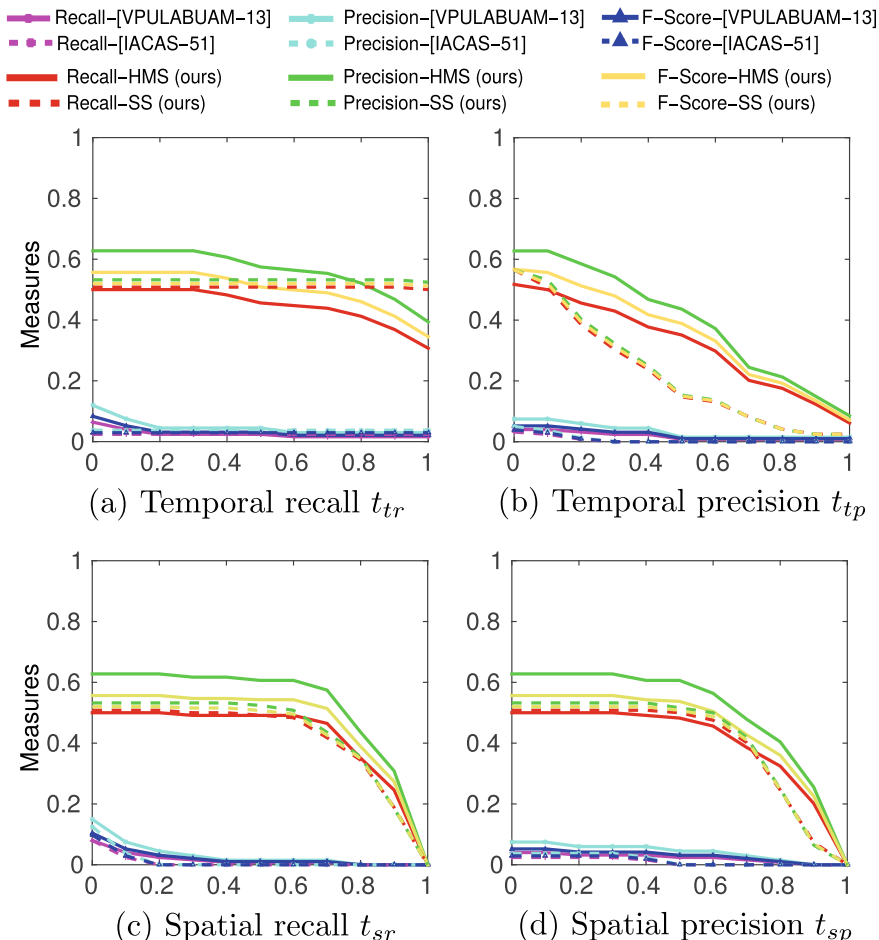 Recall–[VPULABUAM–13] Precision–[VPULABUAM–13] F–Score–[VPULABUAM–13]
Recall–[IACAS–51] Precision–[IACAS–51] F–Score–[IACAS–51]
Recall–HMS (ours) Precision–HMS (ours) F–Score–HMS (ours)
Recall–SS (ours) Precision–SS (ours) F–Score–SS (ours)
Measures
1
0.8
0.6
0.4
0.2
0
0 0.2 0.4 0.6 0.8 1
(a) Temporal recall t_tr
1
0.8
0.6
0.4
0.2
0
0 0.2 0.4 0.6 0.8 1
(b) Temporal precision t_tp
Measures
1
0.8
0.6
0.4
0.2
0
0 0.2 0.4 0.6 0.8 1
(c) Spatial recall t_sr
1
0.8
0.6
0.4
0.2
0
0 0.2 0.4 0.6 0.8 1
(d) Spatial precision t_sp